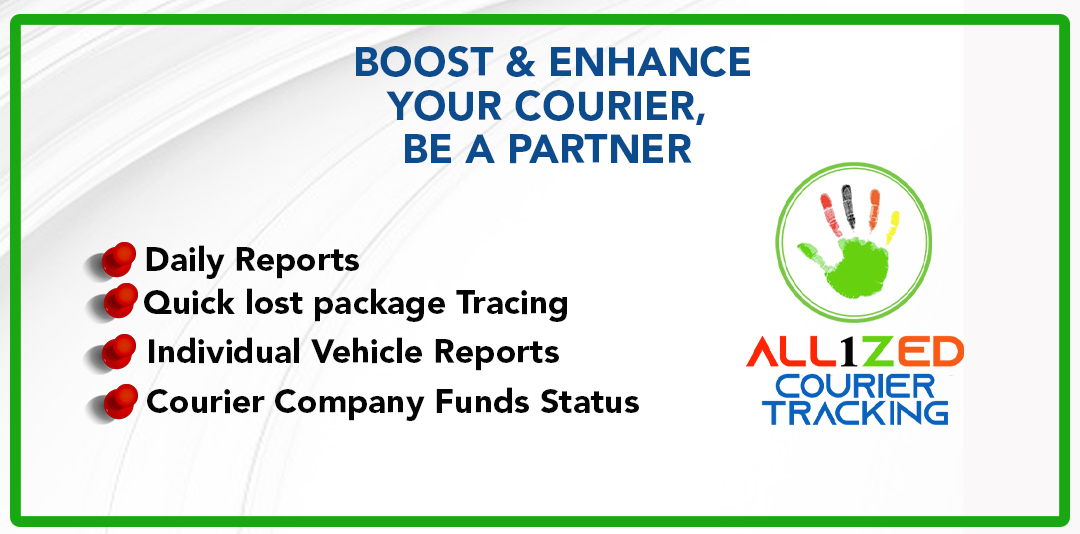 BOOST & ENHANCE
YOUR COURIER,
BE A PARTNER
Daily Reports
Quick lost package Tracing
Individual Vehicle Reports
Courier Company Funds Status
ALL1ZED
COURIER
TRACKING